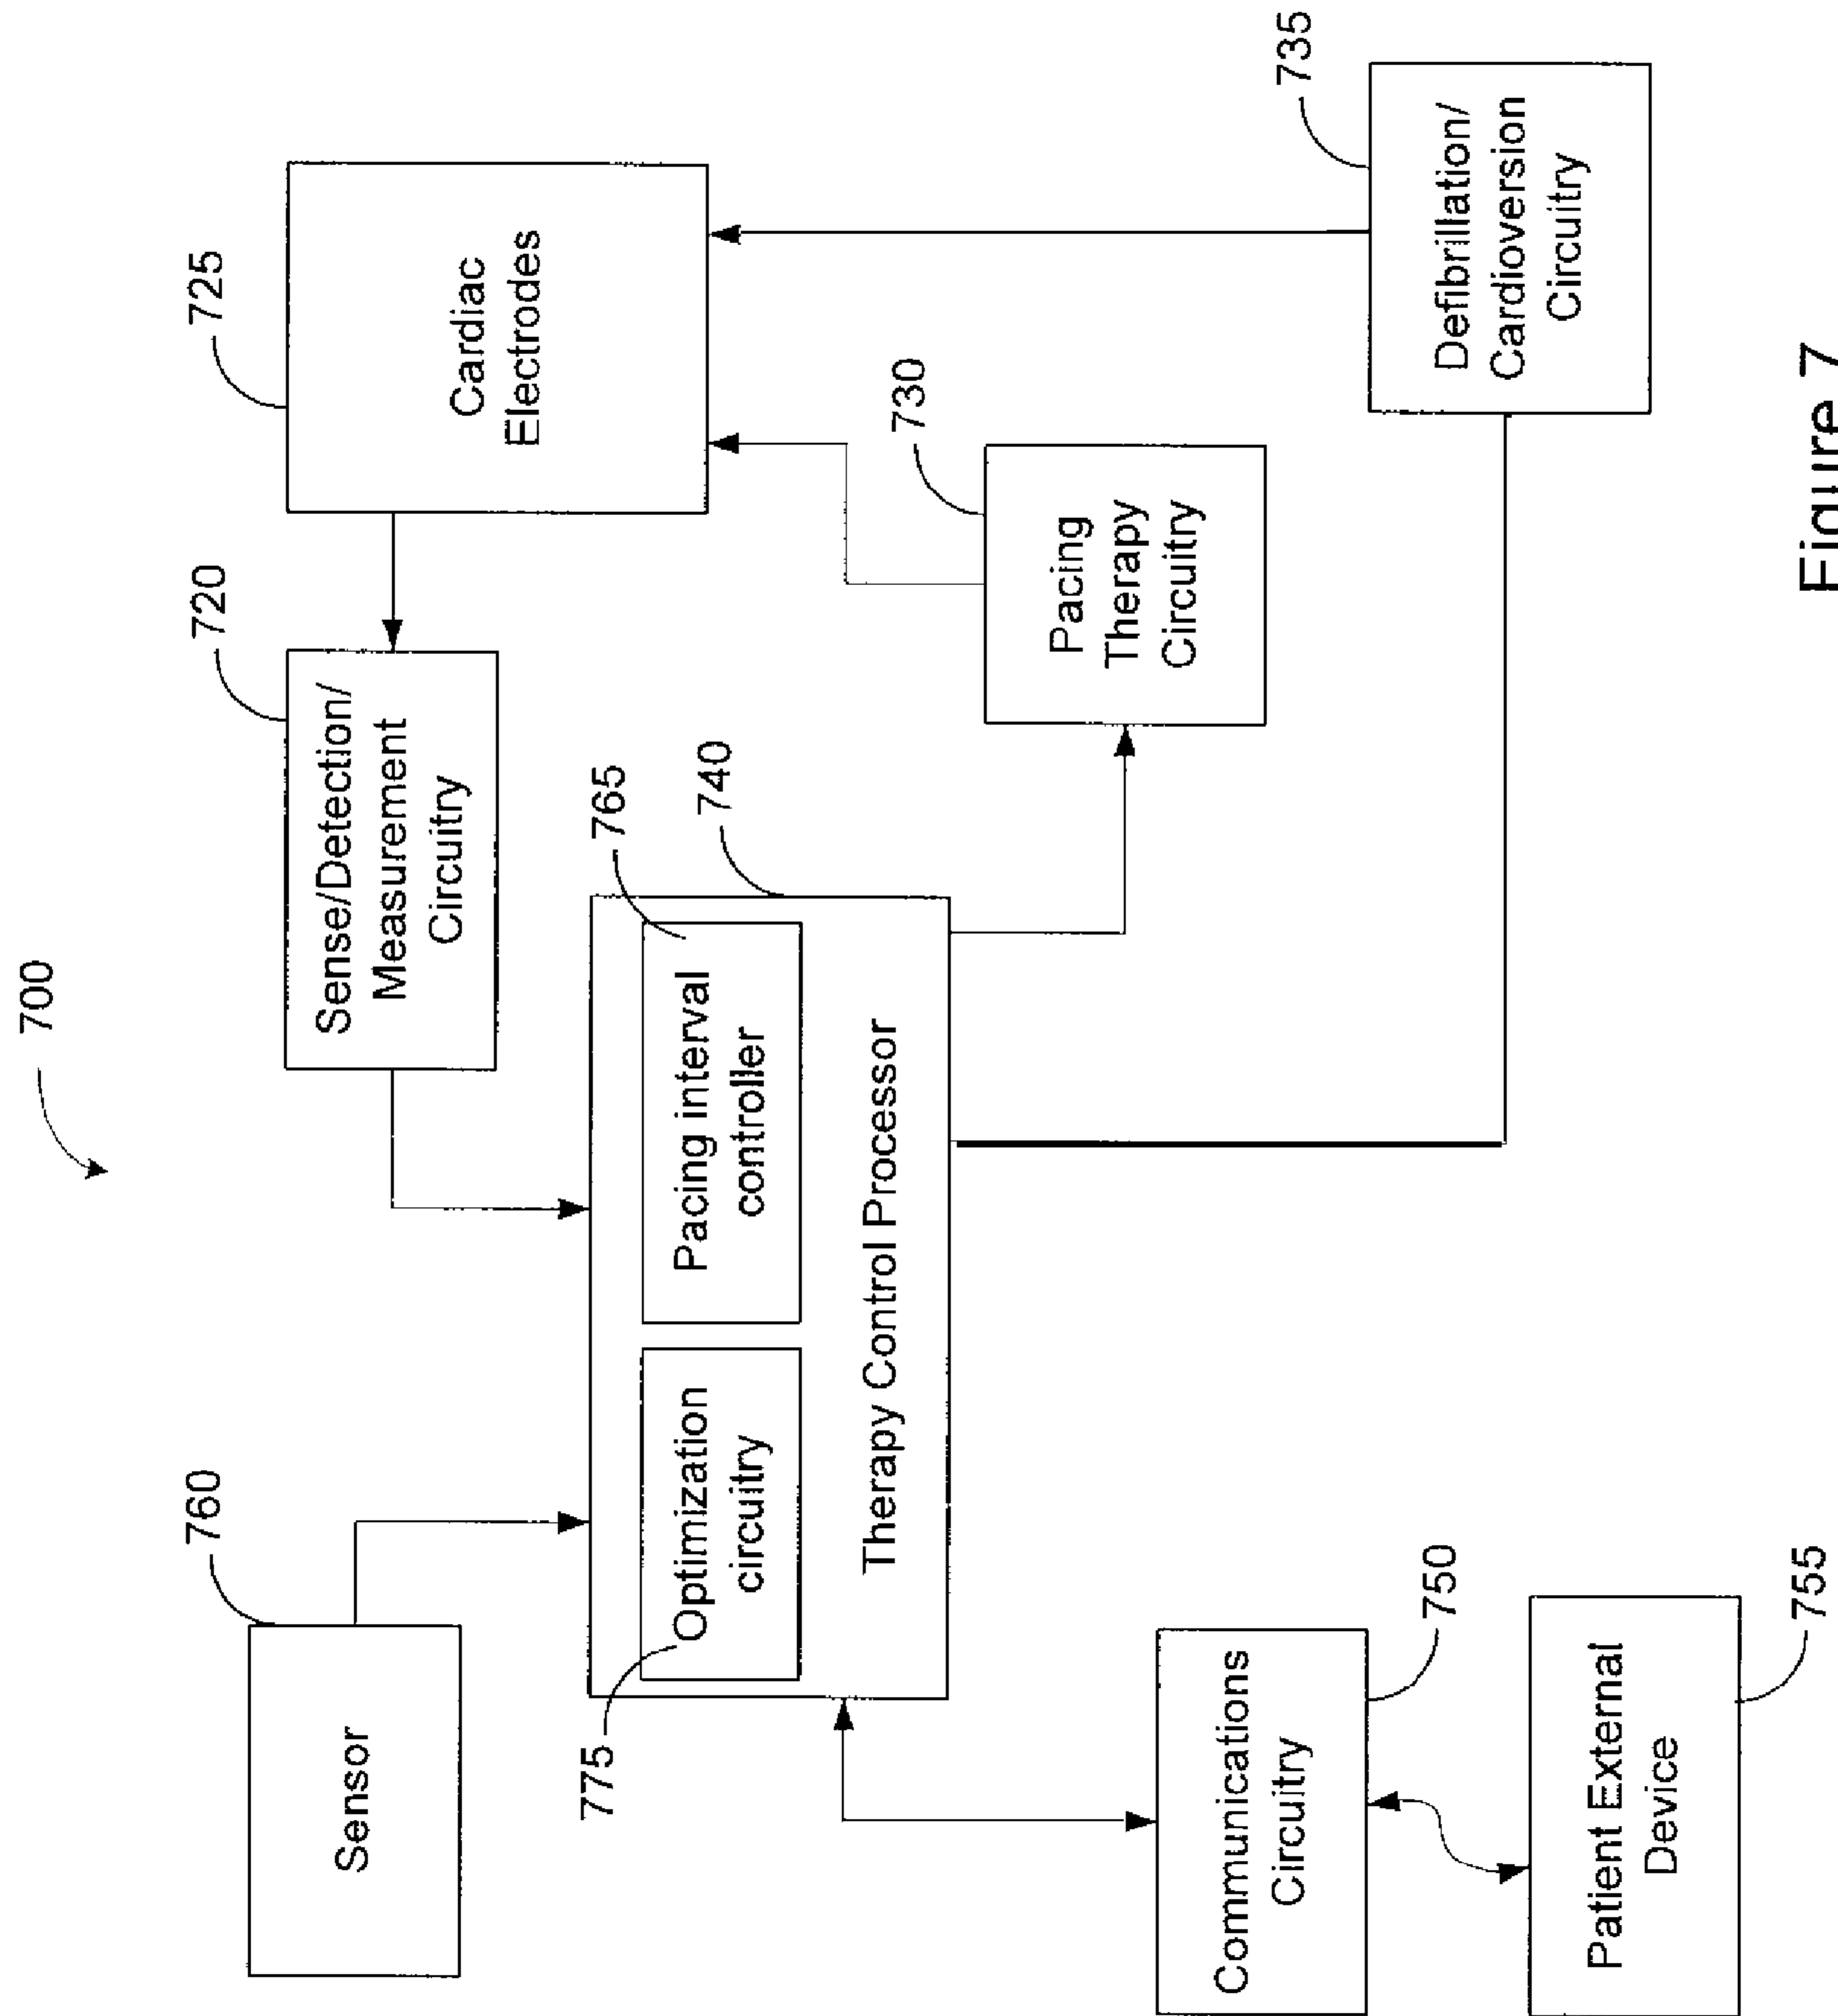 700
760
Sensor
720
Sense/Detection/
Measurement
Circuitry
725
Cardiac
Electrodes
775
Optimization
circuitry
765
Pacing interval
controller
740
Therapy Control Processor
730
Pacing
Therapy
Circuitry
750
Communications
Circuitry
735
Defibrillation/
Cardioversion
Circuitry
755
Patient External
Device
Figure 7